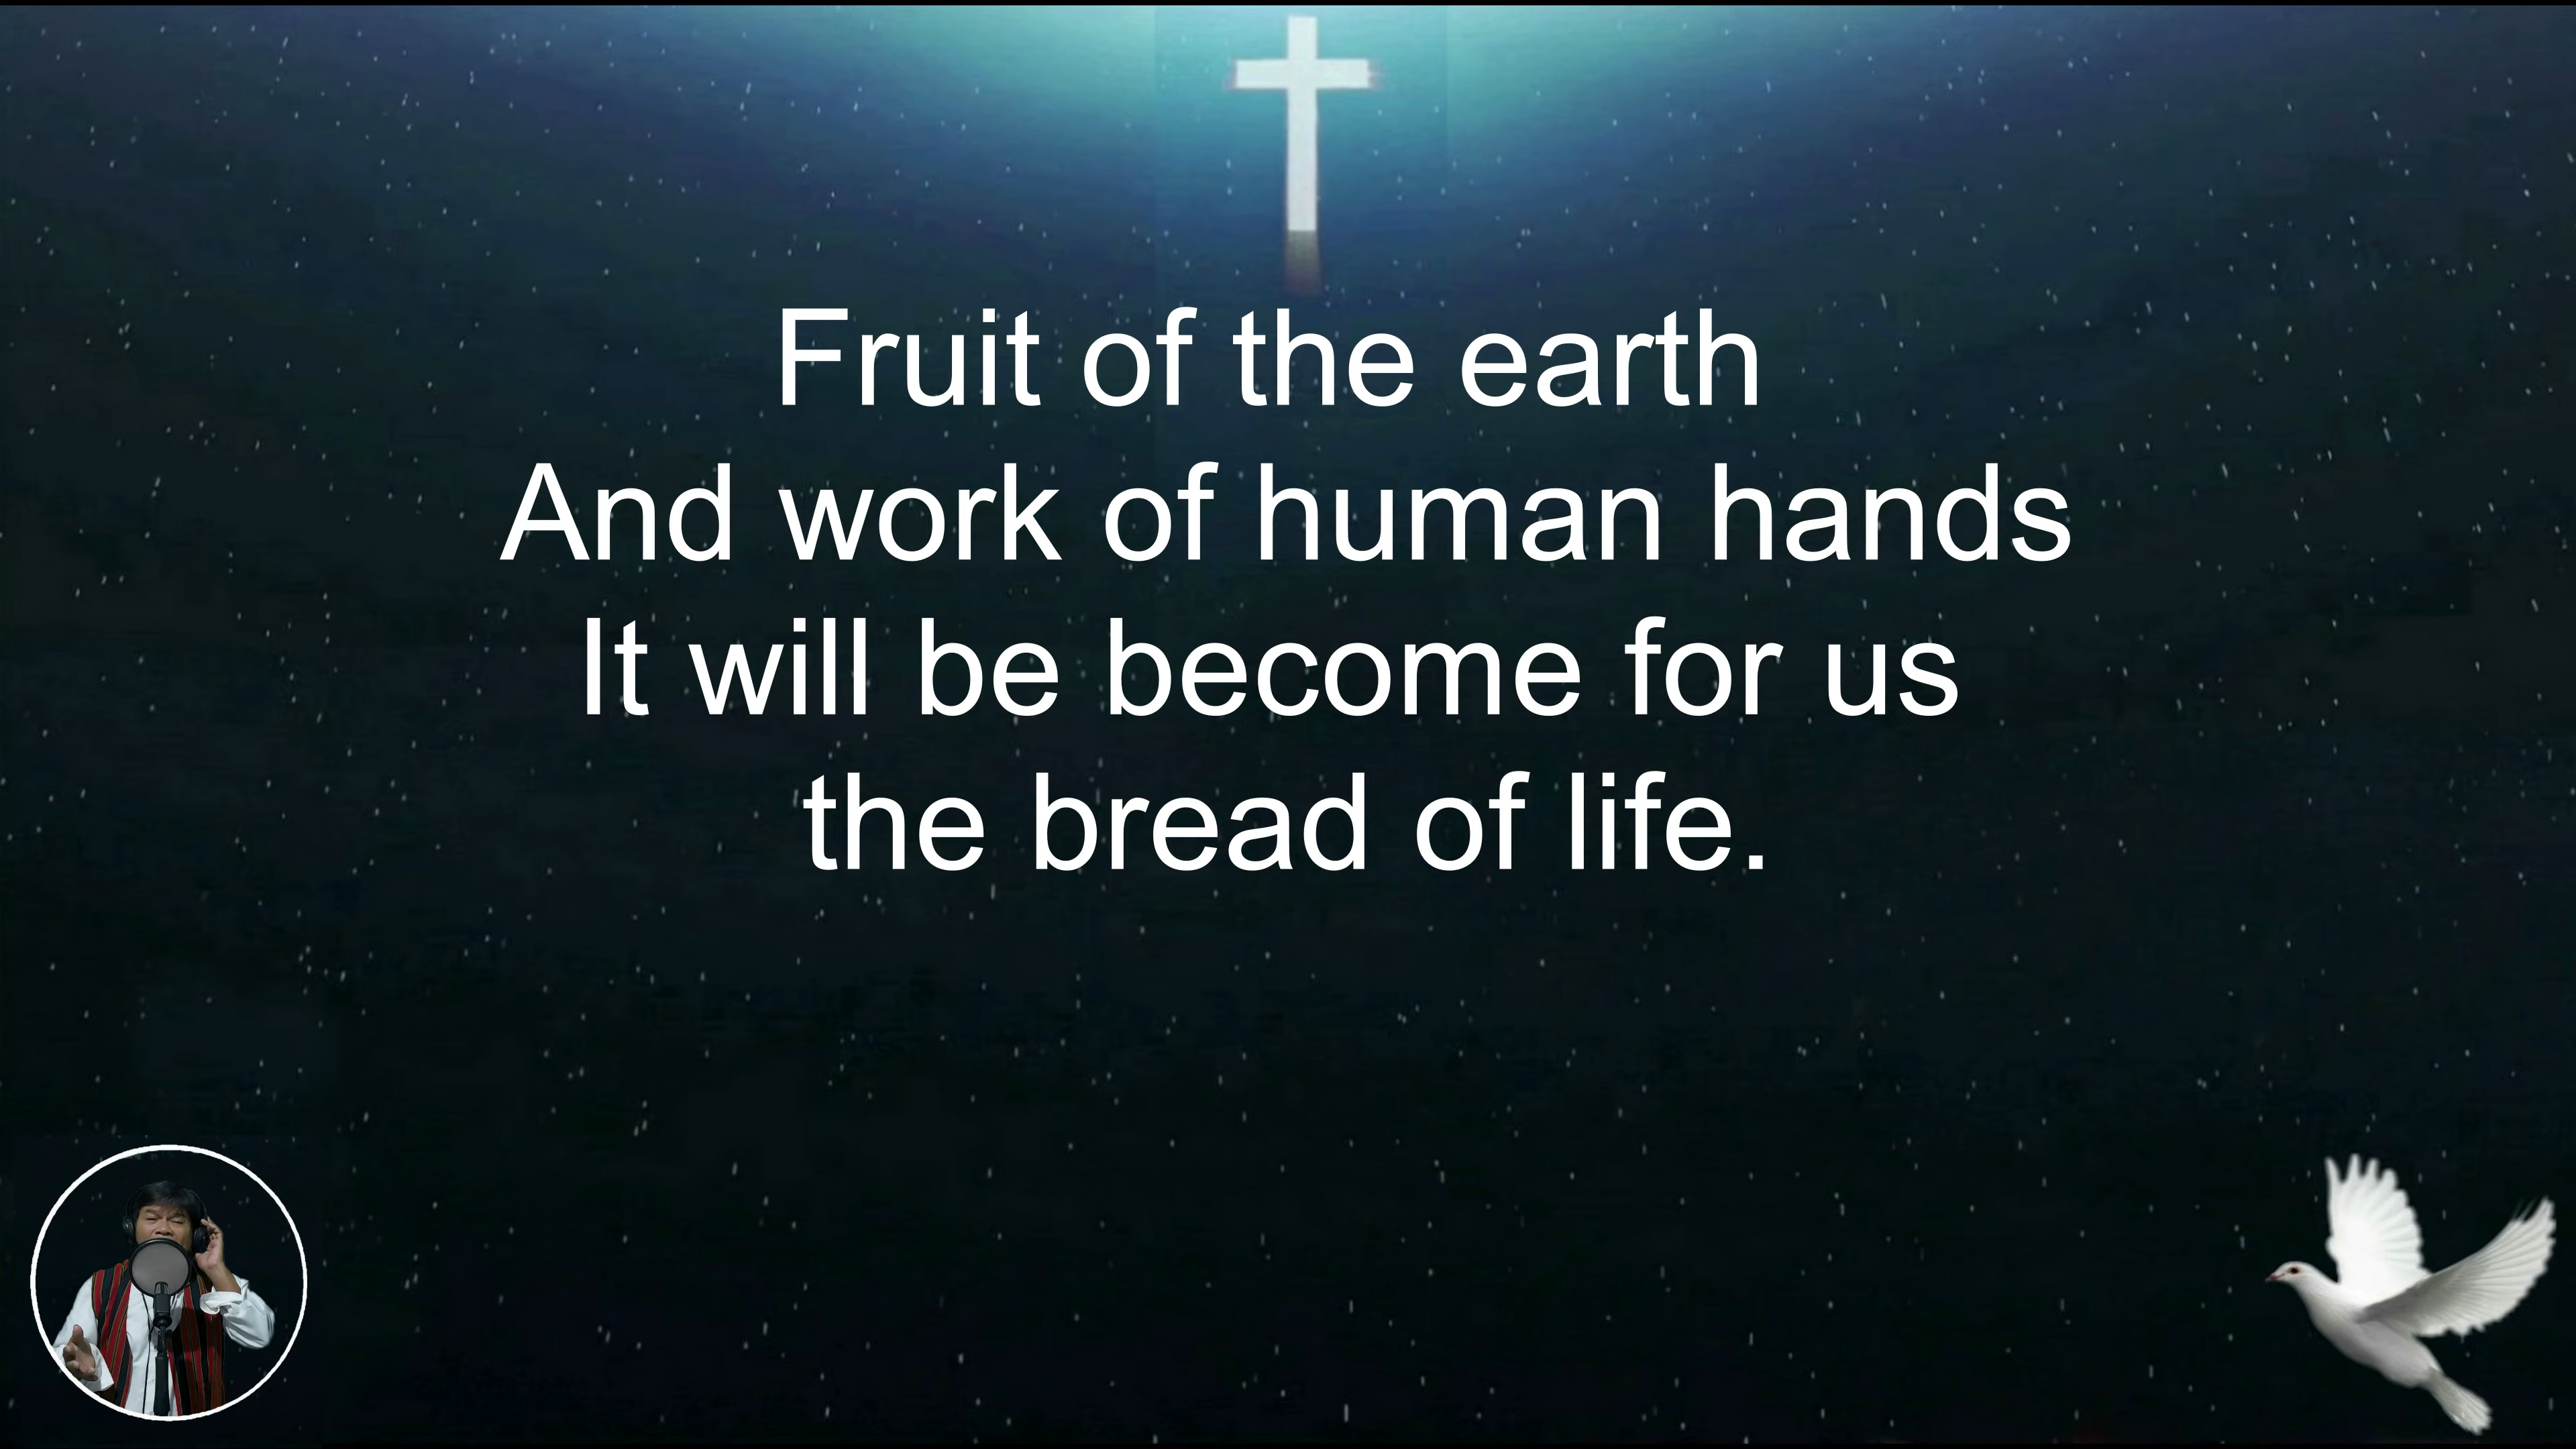 Fruit of the earth
And work of human hands
It will be become for us
the bread of life.